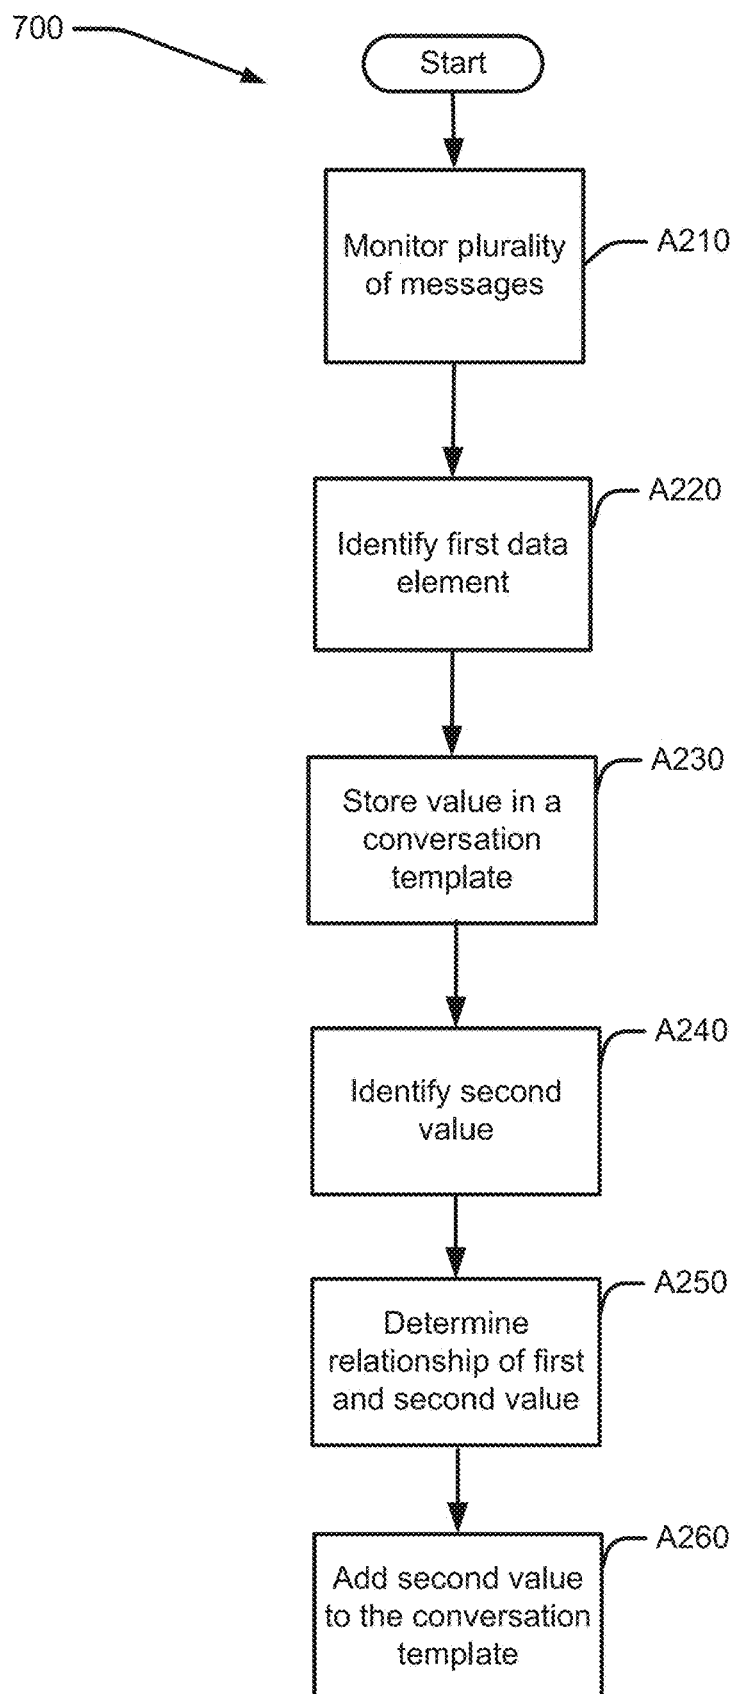 700
Start
Monitor plurality
of messages
A210
Identify first data
element
A220
Store value in a
conversation
template
A230
Identify second
value
A240
Determine
relationship of first
and second value
A250
Add second value
to the conversation
template
A260